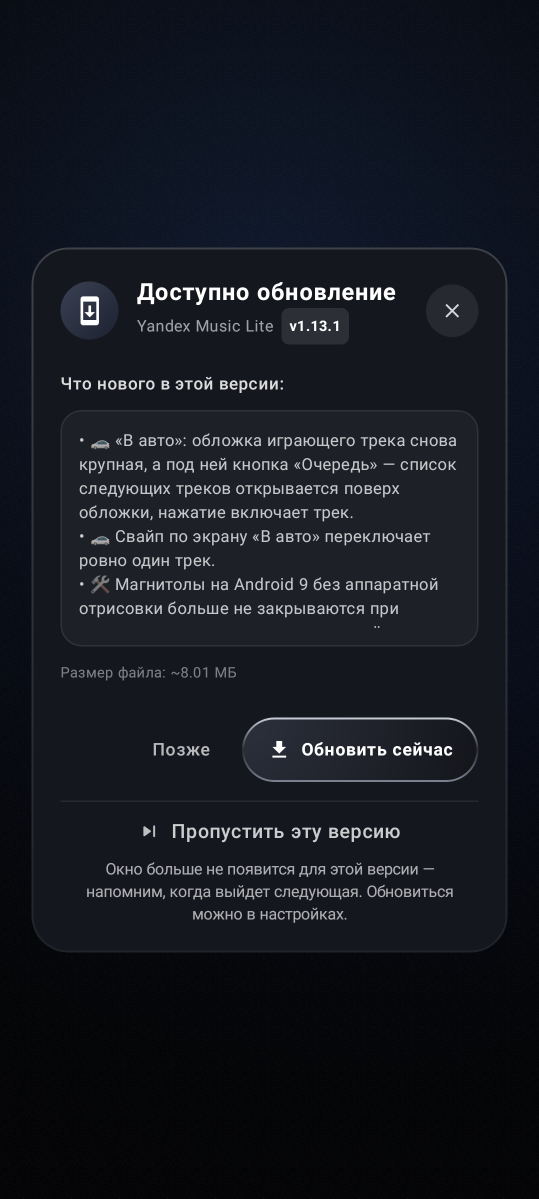 Доступно обновление
Yandex Music Lite v1.13.1
Что нового в этой версии:
• 🚗 «В авто»: обложка играющего трека снова
крупная, а под ней кнопка «Очередь» — список
следующих треков открывается поверх
обложки, нажатие включает трек.
• 🚗 Свайп по экрану «В авто» переключает
ровно один трек.
• 🛠 Магнитолы на Android 9 без аппаратной
отрисовки больше не закрываются при
Размер файла: ~8.01 МБ
Позже
Обновить сейчас
Пропустить эту версию
Окно больше не появится для этой версии —
напомним, когда выйдет следующая. Обновиться
можно в настройках.